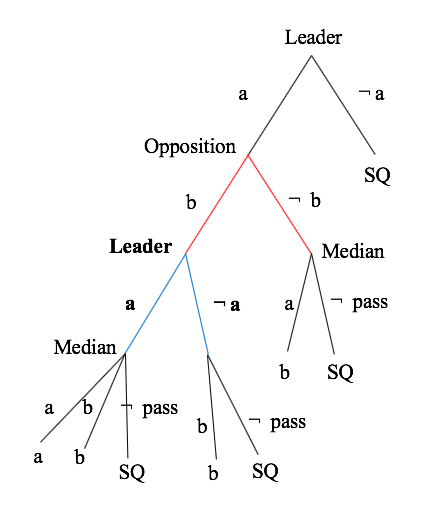 Leader
a ¬ a
Opposition SQ
b ¬ b
Leader Median
a ¬ a a ¬ pass
Median b SQ
a b ¬ pass b ¬ pass
a b SQ b SQ